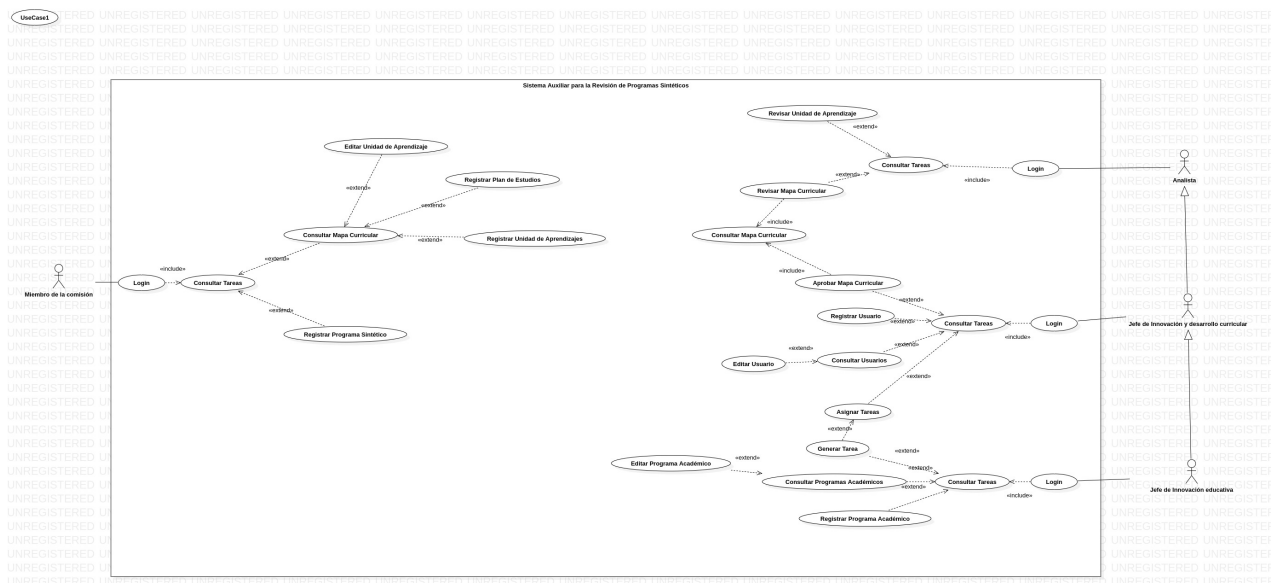 UseCase1
Sistema Auxiliar para la Revisión de Programas Sintéticos
Revisar Unidad de Aprendizaje
«extend»
Editar Unidad de Aprendizaje
Consultar Tareas
Login
«include»
Analista
Registrar Plan de Estudios
«extend»
«extend»
Revisar Mapa Curricular
«extend»
«include»
Consultar Mapa Curricular
«extend»
Registrar Unidad de Aprendizajes
Consultar Mapa Curricular
«extend»
«include»
«include»
Miembro de la comisión
Login
Consultar Tareas
Aprobar Mapa Curricular
«extend»
«extend»
Registrar Usuario
«extend»
Consultar Tareas
Login
Jefe de Innovación y desarrollo curricular
Registrar Programa Sintético
«include»
«extend»
«extend»
Editar Usuario
Consultar Usuarios
«extend»
Asignar Tareas
«extend»
Generar Tarea
«extend»
Editar Programa Académico
«extend»
«extend»
Consultar Programas Académicos
«extend»
Consultar Tareas
Login
Jefe de Innovación educativa
«include»
Registrar Programa Académico
UNREGISTERED